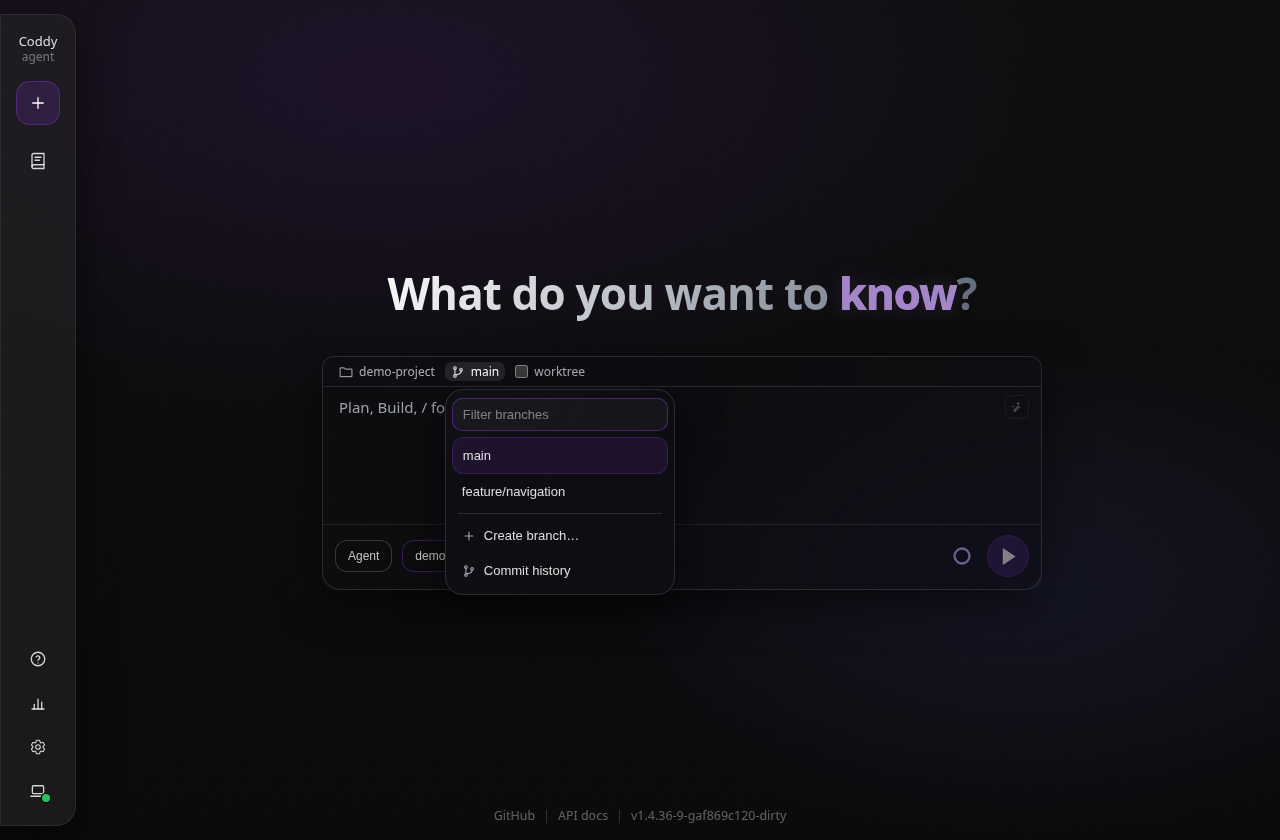 Coddy
agent
What do you want to know?
demo-project
main
worktree
Plan, Build, / fo
Filter branches
main
feature/navigation
Create branch…
Commit history
Agent
demo
GitHub
API docs
v1.4.36-9-gaf869c120-dirty